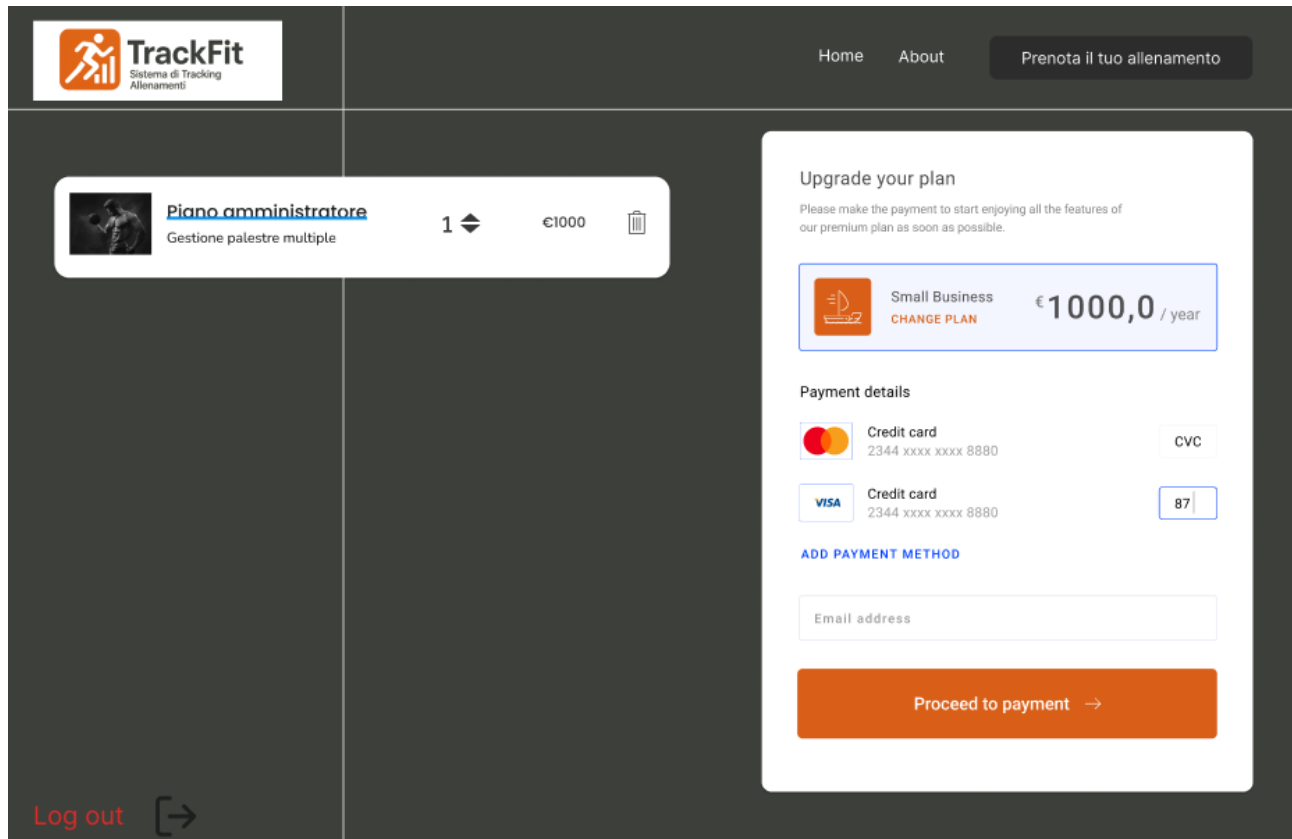 TrackFit
Sistema di Tracking
Allenamenti
Home
About
Prenota il tuo allenamento
Piano amministratore
Gestione palestre multiple
1
€1000
Upgrade your plan
Please make the payment to start enjoying all the features of
our premium plan as soon as possible.
Small Business
CHANGE PLAN
€1000,0 / year
Payment details
Credit card
2344 xxxx xxxx 8880
CVC
VISA
Credit card
2344 xxxx xxxx 8880
87
ADD PAYMENT METHOD
Email address
Proceed to payment →
Log out